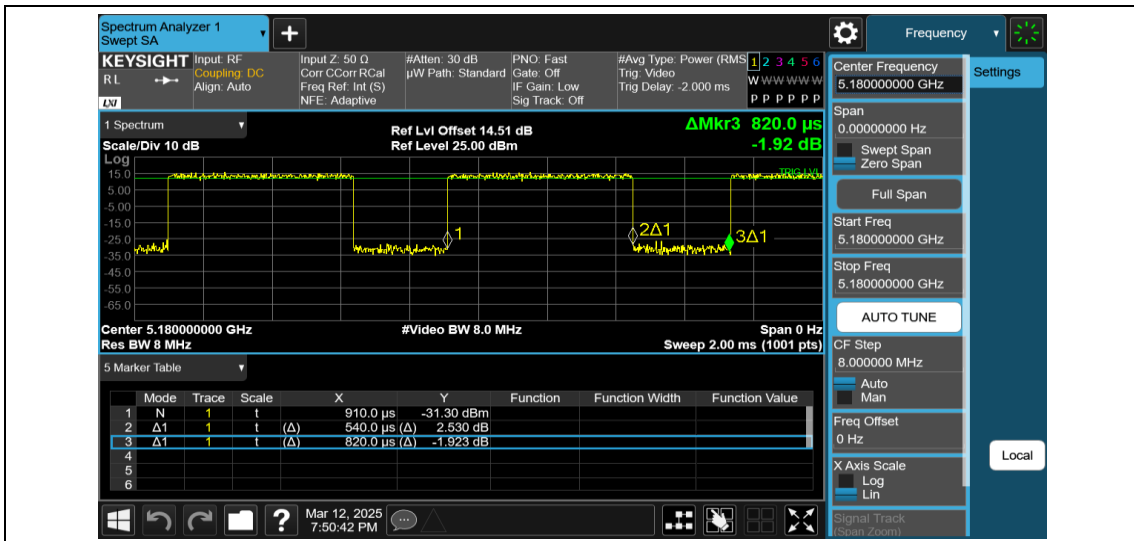 Spectrum Analyzer 1
Swept SA
Frequency
KEYSIGHT
R L
LXI
Input: RF
Coupling: DC
Align: Auto
Input Z: 50 Ω
Corr CCorr RCal
Freq Ref: Int (S)
NFE: Adaptive
#Atten: 30 dB
µW Path: Standard
PNO: Fast
Gate: Off
IF Gain: Low
Sig Track: Off
#Avg Type: Power (RMS
Trig: Video
Trig Delay: -2.000 ms
1 2 3 4 5 6
W W W W W W
P P P P P P
1 Spectrum
Scale/Div 10 dB
Ref Lvl Offset 14.51 dB
Ref Level 25.00 dBm
ΔMkr3 820.0 µs
-1.92 dB
Log
TRIG LVL
15.0
5.00
-5.00
-15.0
-25.0
-35.0
-45.0
-55.0
-65.0
1
2Δ1
3Δ1
Center 5.180000000 GHz
#Video BW 8.0 MHz
Span 0 Hz
Res BW 8 MHz
Sweep 2.00 ms (1001 pts)
5 Marker Table
Mode Trace Scale X Y Function Function Width Function Value
1 N 1 t 910.0 µs -31.30 dBm
2 Δ1 1 t (Δ) 540.0 µs (Δ) 2.530 dB
3 Δ1 1 t (Δ) 820.0 µs (Δ) -1.923 dB
4
5
6
Mar 12, 2025
7:50:42 PM
Center Frequency
5.180000000 GHz
Settings
Span
0.00000000 Hz
Swept Span
Zero Span
Full Span
Start Freq
5.180000000 GHz
Stop Freq
5.180000000 GHz
AUTO TUNE
CF Step
8.000000 MHz
Auto
Man
Freq Offset
0 Hz
X Axis Scale
Log
Lin
Local
Signal Track
(Span Zoom)